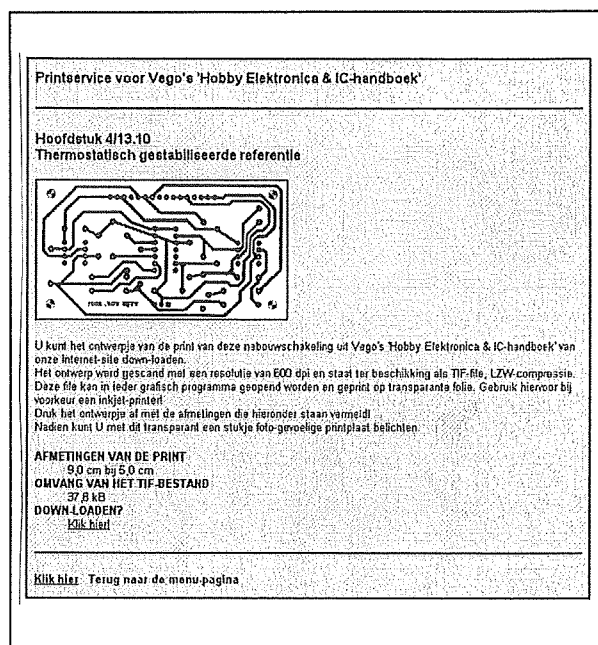 Printservice voor Vego's 'Hobby Elektronica & IC-handboek'
Hoofdstuk 4/13.10
Thermostatisch gestabiliseerde referentie
U kunt het ontwerpje van de print van deze nabouwschakeling uit Vego's 'Hobby Elektronica & IC-handboek' van
onze Internet-site down-loaden.
Het ontwerp werd gescand met een resolutie van 600 dpi en staat ter beschikking als TIF-file, LZW-compressie.
Deze file kan in ieder grafisch programma geopend worden en geprint op transparante folie. Gebruik hiervoor bij
voorkeur een inkjet-printer!
Druk het ontwerpje af met de afmetingen die hieronder staan vermeld!
Nadien kunt U met dit transparant een stukje foto-gevoelige printplaat belichten.
AFMETINGEN VAN DE PRINT
9,0 cm bij 5,0 cm
OMVANG VAN HET TIF-BESTAND
37,8 kB
DOWN-LOADEN?
Klik hier!
Klik hier Terug naar de menu-pagina